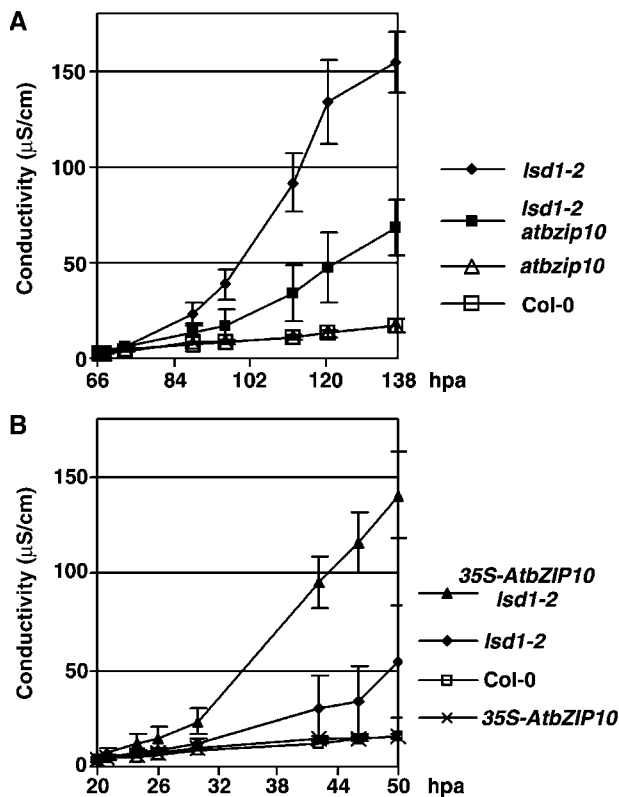 A
Conductivity (µS/cm)
150
100
50
0
66 84 102 120 138 hpa
lsd1-2
lsd1-2
atbzip10
atbzip10
Col-0
B
Conductivity (µS/cm)
150
100
50
0
20 26 32 38 44 50 hpa
35S-AtbZIP10
lsd1-2
lsd1-2
Col-0
35S-AtbZIP10